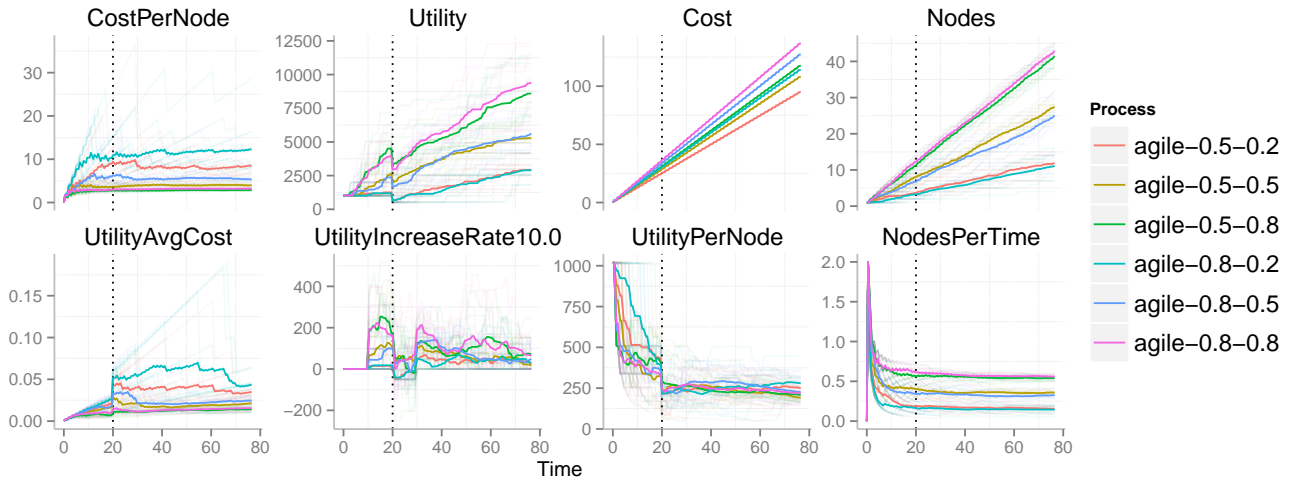 CostPerNode Utility Cost Nodes
30
20
10
0
12500
10000
7500
5000
2500
0
100
50
0
40
30
20
10
0
0 20 40 60 80
0 20 40 60 80
0 20 40 60 80
0 20 40 60 80
UtilityAvgCost UtilityIncreaseRate10.0 UtilityPerNode NodesPerTime
0.15
0.10
0.05
0.00
400
200
0
−200
1000
750
500
250
0
2.0
1.5
1.0
0.5
0.0
0 20 40 60 80
0 20 40 60 80
0 20 40 60 80
0 20 40 60 80
Time
Process
agile−0.5−0.2
agile−0.5−0.5
agile−0.5−0.8
agile−0.8−0.2
agile−0.8−0.5
agile−0.8−0.8